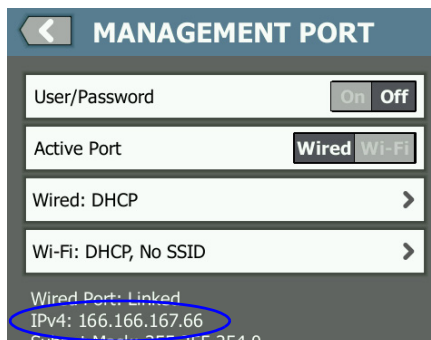 MANAGEMENT PORT
User/Password
On Off
Active Port
Wired Wi-Fi
Wired: DHCP
Wi-Fi: DHCP, No SSID
Wired Port: Linked
IPv4: 166.166.167.66